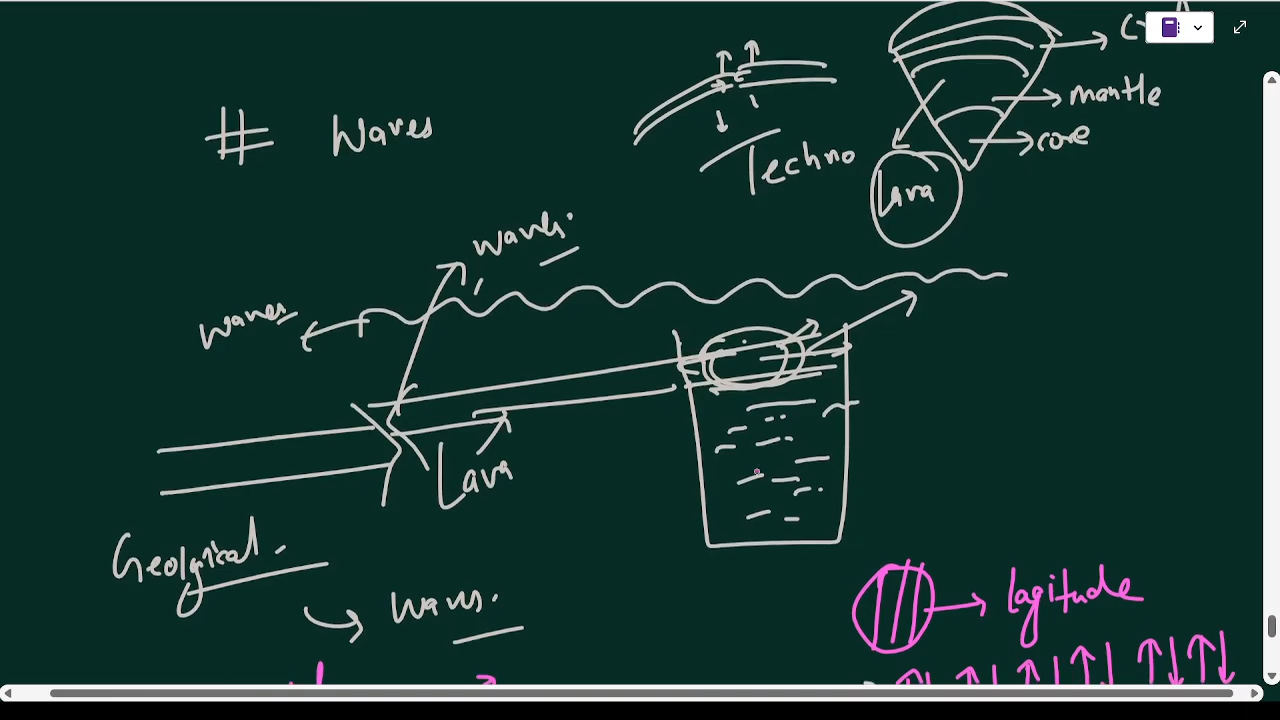 # Waves
mantle
core
Techno
Lava
waves.
waves
Lava
Geological.
waves.
lagitude